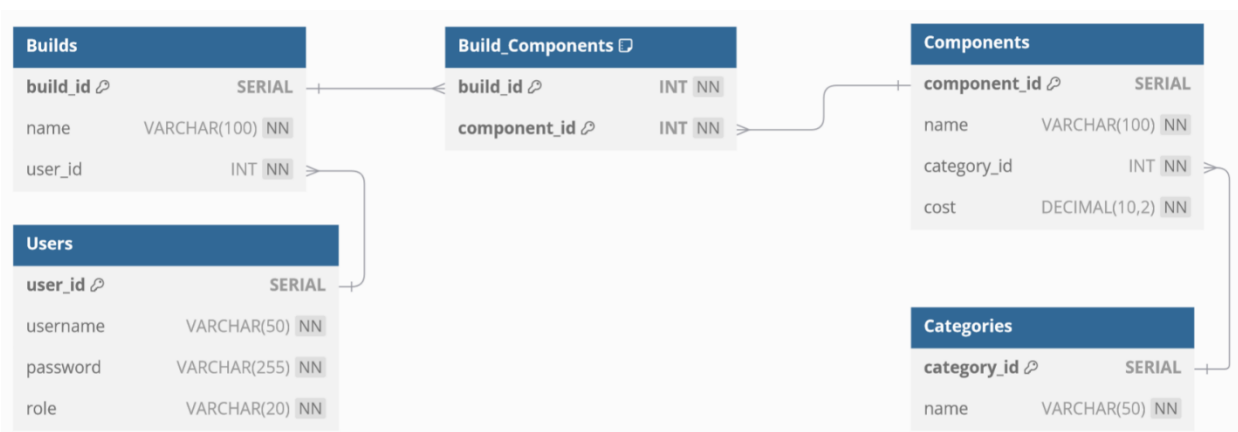 Builds
build_id SERIAL
name VARCHAR(100) NN
user_id INT NN
Users
user_id SERIAL
username VARCHAR(50) NN
password VARCHAR(255) NN
role VARCHAR(20) NN
Build_Components
build_id INT NN
component_id INT NN
Components
component_id SERIAL
name VARCHAR(100) NN
category_id INT NN
cost DECIMAL(10,2) NN
Categories
category_id SERIAL
name VARCHAR(50) NN